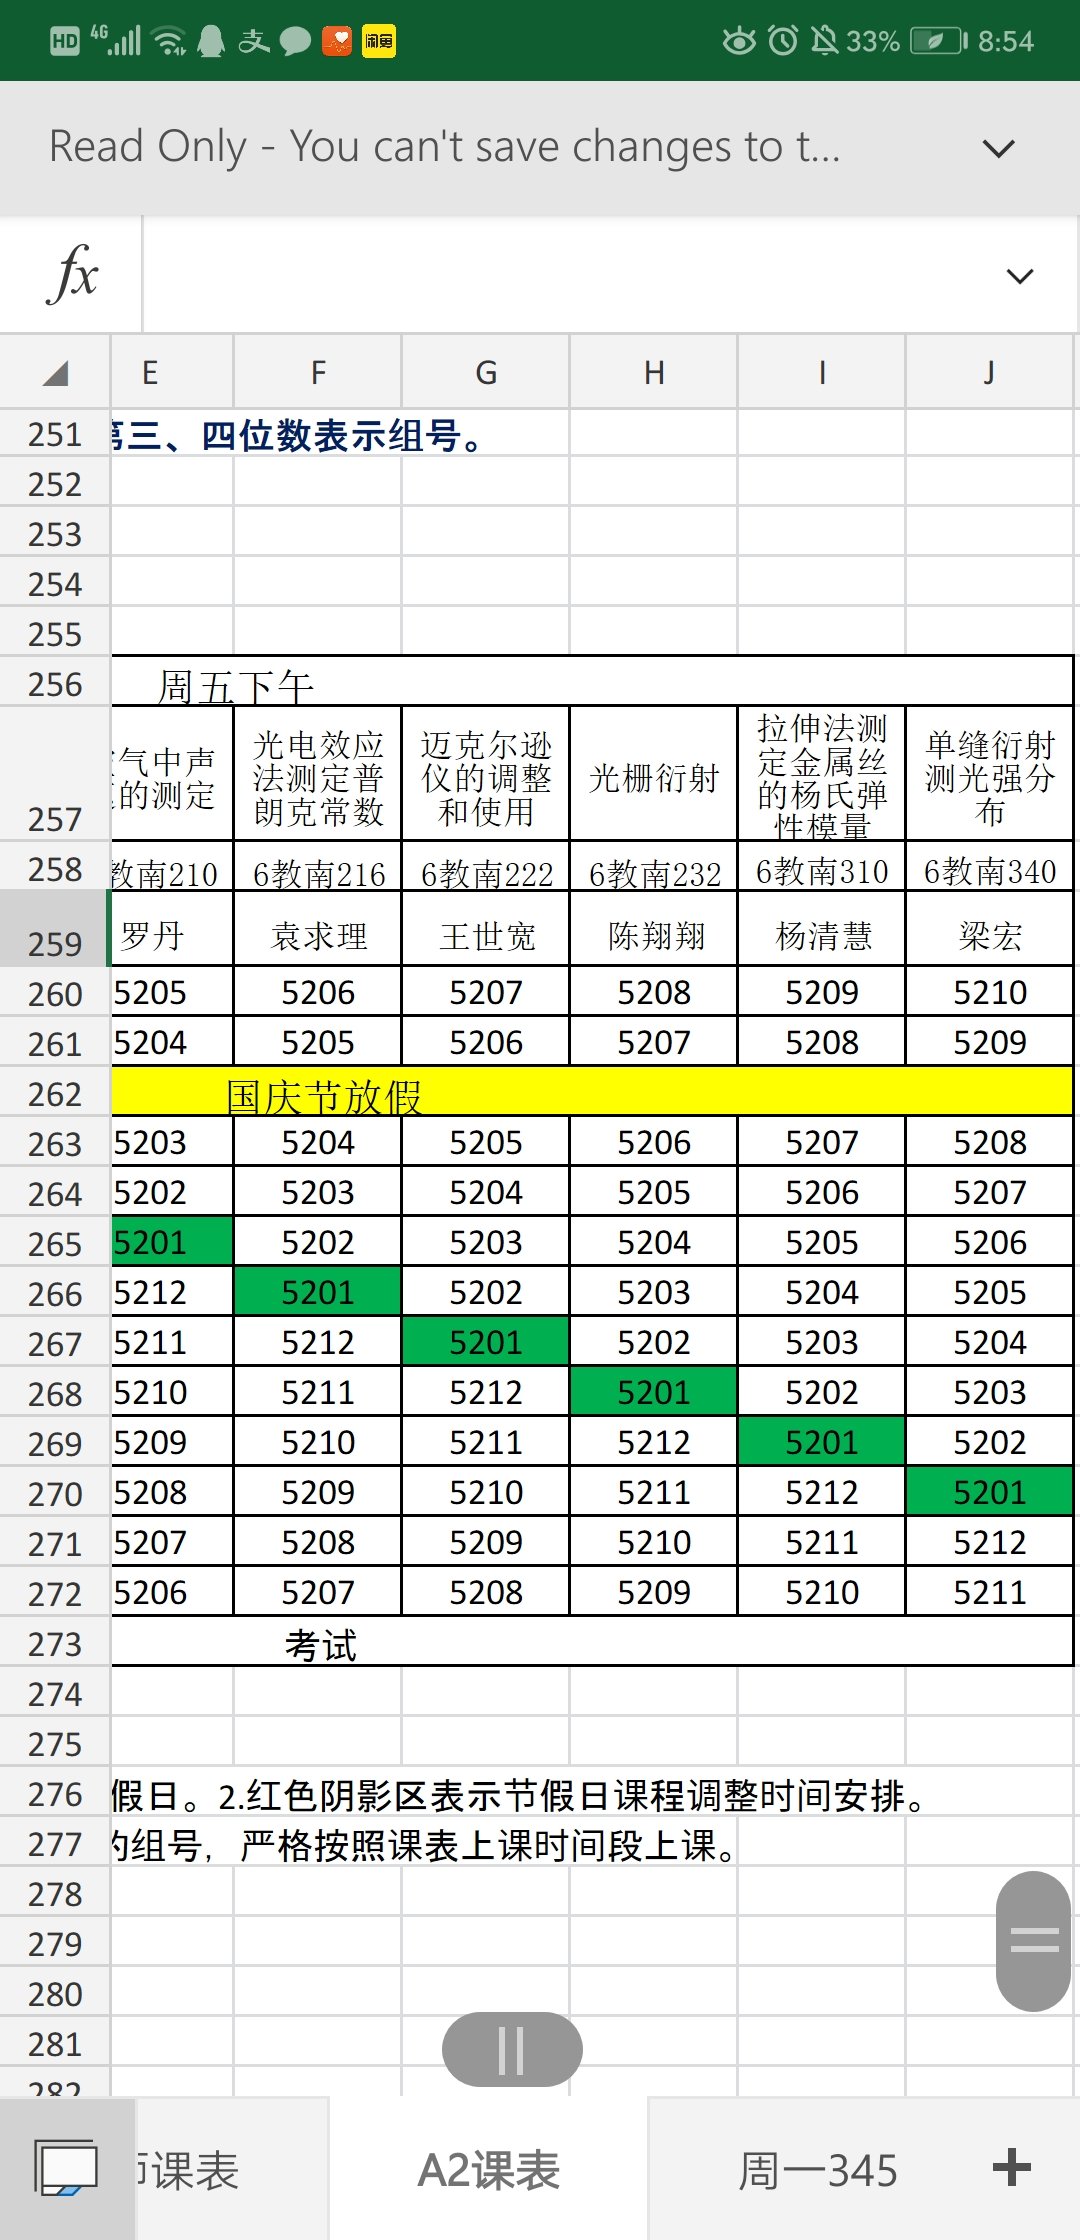 HD 4G 支 闲鱼 33% 8:54
Read Only - You can't save changes to t...
fx
E F G H I J
251 第三、四位数表示组号。
252
253
254
255
256 周五下午
257 气中声的测定 光电效应法测定普朗克常数 迈克尔逊仪的调整和使用 光栅衍射 拉伸法测定金属丝的杨氏弹性模量 单缝衍射测光强分布
258 教南210 6教南216 6教南222 6教南232 6教南310 6教南340
259 罗丹 袁求理 王世宽 陈翔翔 杨清慧 梁宏
260 5205 5206 5207 5208 5209 5210
261 5204 5205 5206 5207 5208 5209
262 国庆节放假
263 5203 5204 5205 5206 5207 5208
264 5202 5203 5204 5205 5206 5207
265 5201 5202 5203 5204 5205 5206
266 5212 5201 5202 5203 5204 5205
267 5211 5212 5201 5202 5203 5204
268 5210 5211 5212 5201 5202 5203
269 5209 5210 5211 5212 5201 5202
270 5208 5209 5210 5211 5212 5201
271 5207 5208 5209 5210 5211 5212
272 5206 5207 5208 5209 5210 5211
273 考试
274
275
276 假日。2.红色阴影区表示节假日课程调整时间安排。
277 的组号，严格按照课表上课时间段上课。
278
279
280
281
282
师课表 A2课表 周一345 +